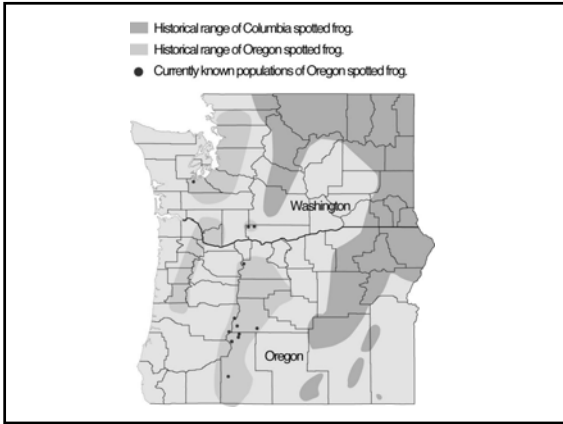 Historical range of Columbia spotted frog.
Historical range of Oregon spotted frog.
Currently known populations of Oregon spotted frog.
Washington
Oregon